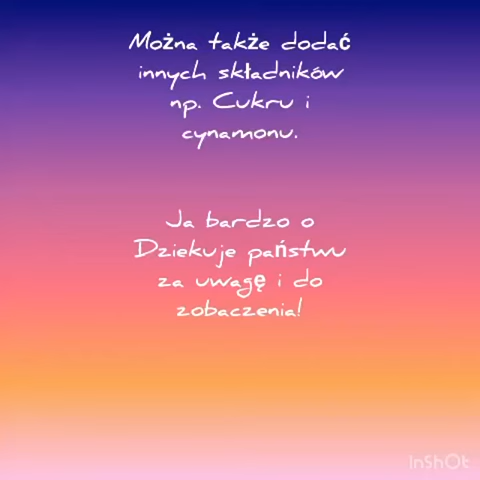 Można także dodać
innych składników
np. Cukru i
cynamonu.
Ja bardzo o
Dziekuje państwu
za uwagę i do
zobaczenia!
InShOt